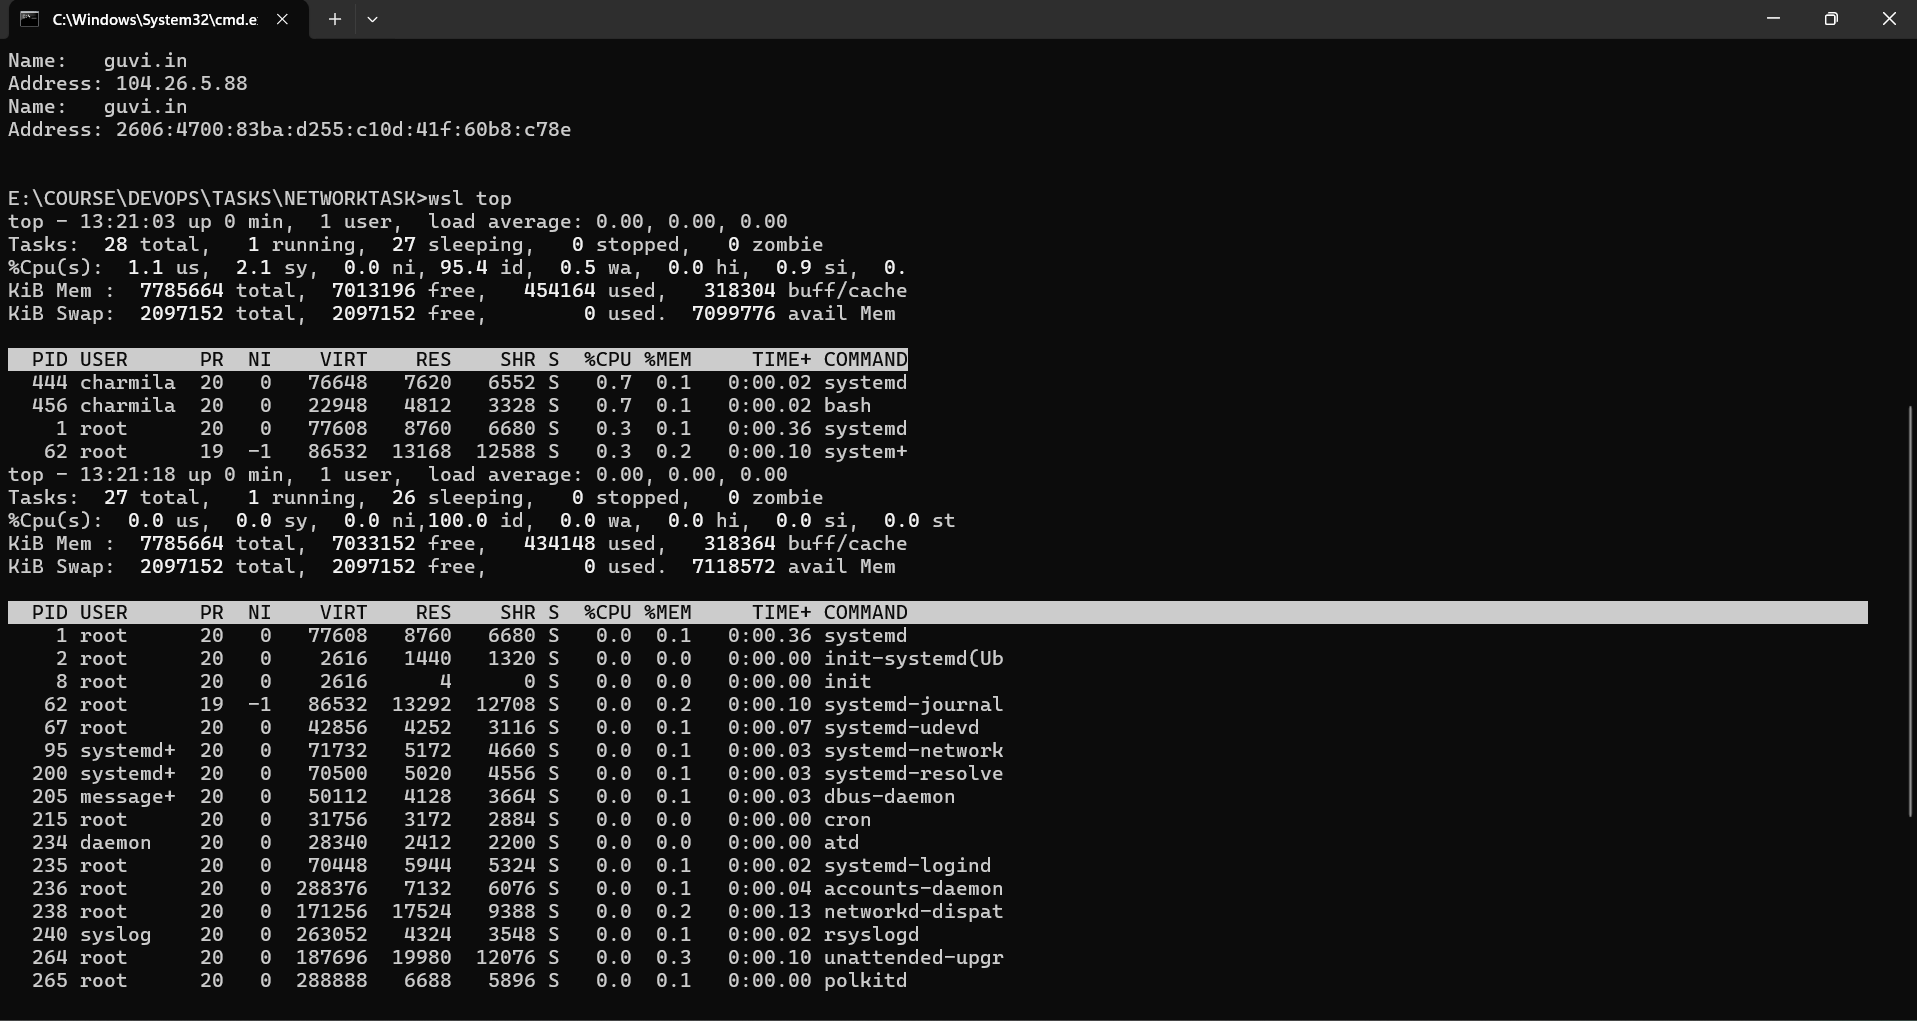 C:\Windows\System32\cmd.e
Name:   guvi.in
Address: 104.26.5.88
Name:   guvi.in
Address: 2606:4700:83ba:d255:c10d:41f:60b8:c78e
E:\COURSE\DEVOPS\TASKS\NETWORKTASK>wsl top
top - 13:21:03 up 0 min,  1 user,  load average: 0.00, 0.00, 0.00
Tasks:  28 total,   1 running,  27 sleeping,   0 stopped,   0 zombie
%Cpu(s):  1.1 us,  2.1 sy,  0.0 ni, 95.4 id,  0.5 wa,  0.0 hi,  0.9 si,  0.
KiB Mem :  7785664 total,  7013196 free,   454164 used,   318304 buff/cache
KiB Swap:  2097152 total,  2097152 free,        0 used.  7099776 avail Mem
  PID USER      PR  NI    VIRT    RES    SHR S  %CPU %MEM     TIME+ COMMAND
  444 charmila  20   0   76648   7620   6552 S   0.7  0.1   0:00.02 systemd
  456 charmila  20   0   22948   4812   3328 S   0.7  0.1   0:00.02 bash
    1 root      20   0   77608   8760   6680 S   0.3  0.1   0:00.36 systemd
   62 root      19  -1   86532  13168  12588 S   0.3  0.2   0:00.10 system+
top - 13:21:18 up 0 min,  1 user,  load average: 0.00, 0.00, 0.00
Tasks:  27 total,   1 running,  26 sleeping,   0 stopped,   0 zombie
%Cpu(s):  0.0 us,  0.0 sy,  0.0 ni,100.0 id,  0.0 wa,  0.0 hi,  0.0 si,  0.0 st
KiB Mem :  7785664 total,  7033152 free,   434148 used,   318364 buff/cache
KiB Swap:  2097152 total,  2097152 free,        0 used.  7118572 avail Mem
  PID USER      PR  NI    VIRT    RES    SHR S  %CPU %MEM     TIME+ COMMAND
    1 root      20   0   77608   8760   6680 S   0.0  0.1   0:00.36 systemd
    2 root      20   0    2616   1440   1320 S   0.0  0.0   0:00.00 init-systemd(Ub
    8 root      20   0    2616      4      0 S   0.0  0.0   0:00.00 init
   62 root      19  -1   86532  13292  12708 S   0.0  0.2   0:00.10 systemd-journal
   67 root      20   0   42856   4252   3116 S   0.0  0.1   0:00.07 systemd-udevd
   95 systemd+  20   0   71732   5172   4660 S   0.0  0.1   0:00.03 systemd-network
  200 systemd+  20   0   70500   5020   4556 S   0.0  0.1   0:00.03 systemd-resolve
  205 message+  20   0   50112   4128   3664 S   0.0  0.1   0:00.03 dbus-daemon
  215 root      20   0   31756   3172   2884 S   0.0  0.0   0:00.00 cron
  234 daemon    20   0   28340   2412   2200 S   0.0  0.0   0:00.00 atd
  235 root      20   0   70448   5944   5324 S   0.0  0.1   0:00.02 systemd-logind
  236 root      20   0  288376   7132   6076 S   0.0  0.1   0:00.04 accounts-daemon
  238 root      20   0  171256  17524   9388 S   0.0  0.2   0:00.13 networkd-dispat
  240 syslog    20   0  263052   4324   3548 S   0.0  0.1   0:00.02 rsyslogd
  264 root      20   0  187696  19980  12076 S   0.0  0.3   0:00.10 unattended-upgr
  265 root      20   0  288888   6688   5896 S   0.0  0.1   0:00.00 polkitd